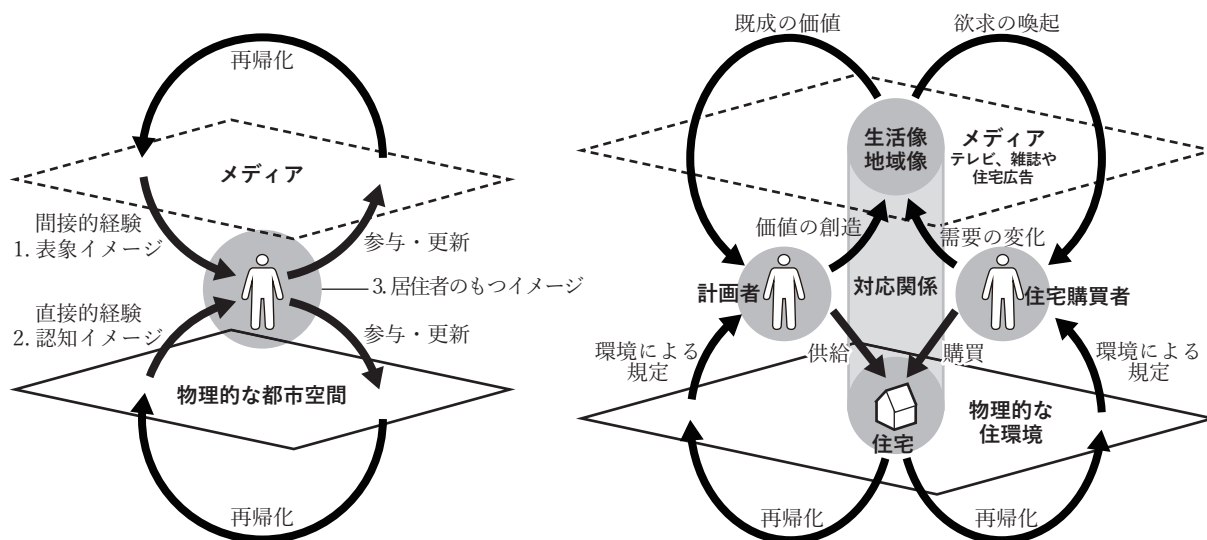 再帰化
メディア
間接的経験
1. 表象イメージ
参与・更新
3. 居住者のもつイメージ
直接的経験
2. 認知イメージ
参与・更新
物理的な都市空間
再帰化
既成の価値
欲求の喚起
生活像
地域像
メディア
テレビ、雑誌や
住宅広告
価値の創造
需要の変化
計画者
対応関係
住宅購買者
環境による
規定
供給
購買
環境による
規定
住宅
物理的な
住環境
再帰化
再帰化